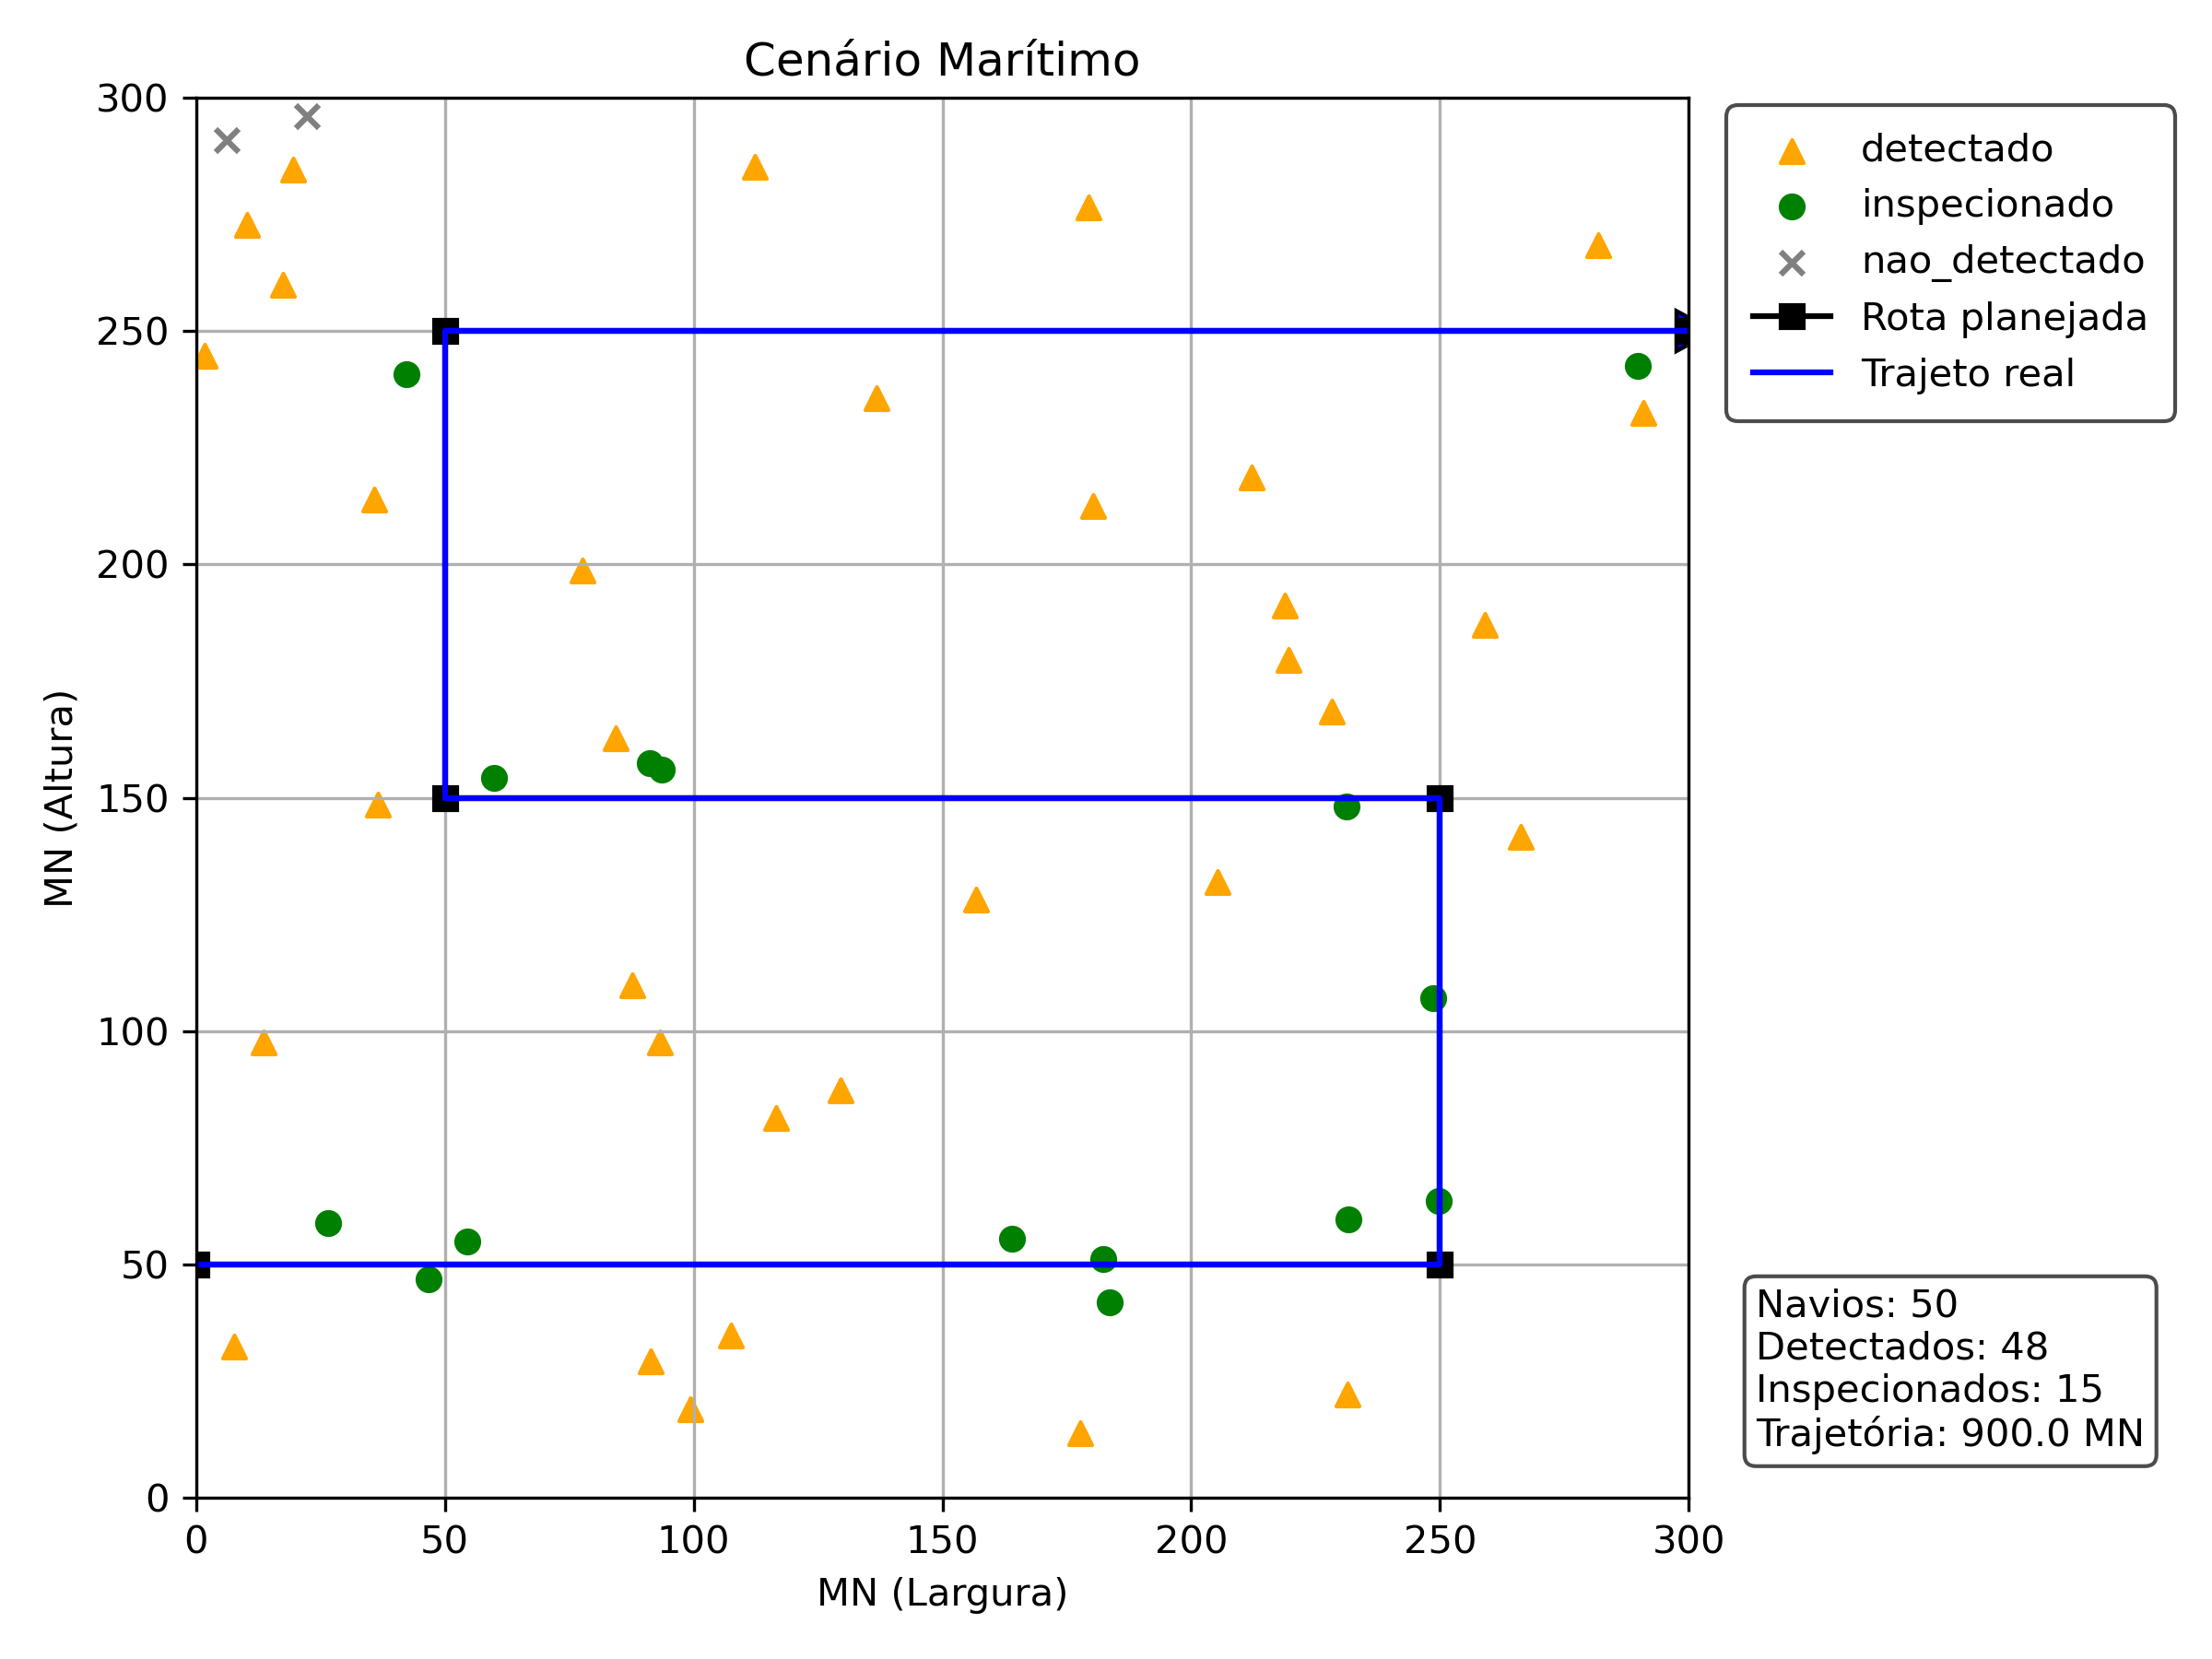 Cenário Marítimo
300
250
200
150
100
50
0
MN (Altura)
0 50 100 150 200 250 300
MN (Largura)
detectado
inspecionado
nao_detectado
Rota planejada
Trajeto real
Navios: 50
Detectados: 48
Inspecionados: 15
Trajetória: 900.0 MN